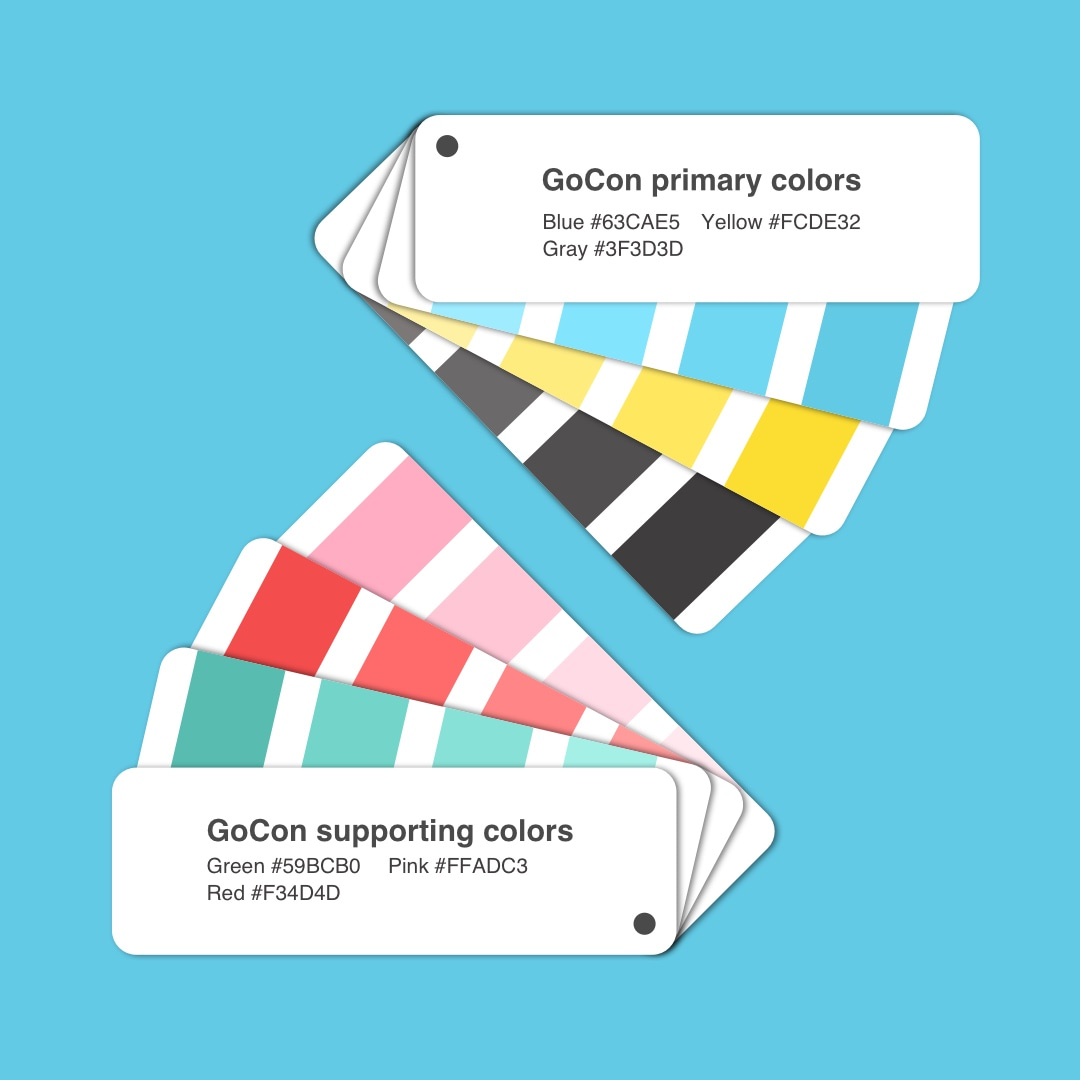 GoCon primary colors
Blue #63CAE5 Yellow #FCDE32
Gray #3F3D3D
GoCon supporting colors
Green #59BCB0 Pink #FFADC3
Red #F34D4D